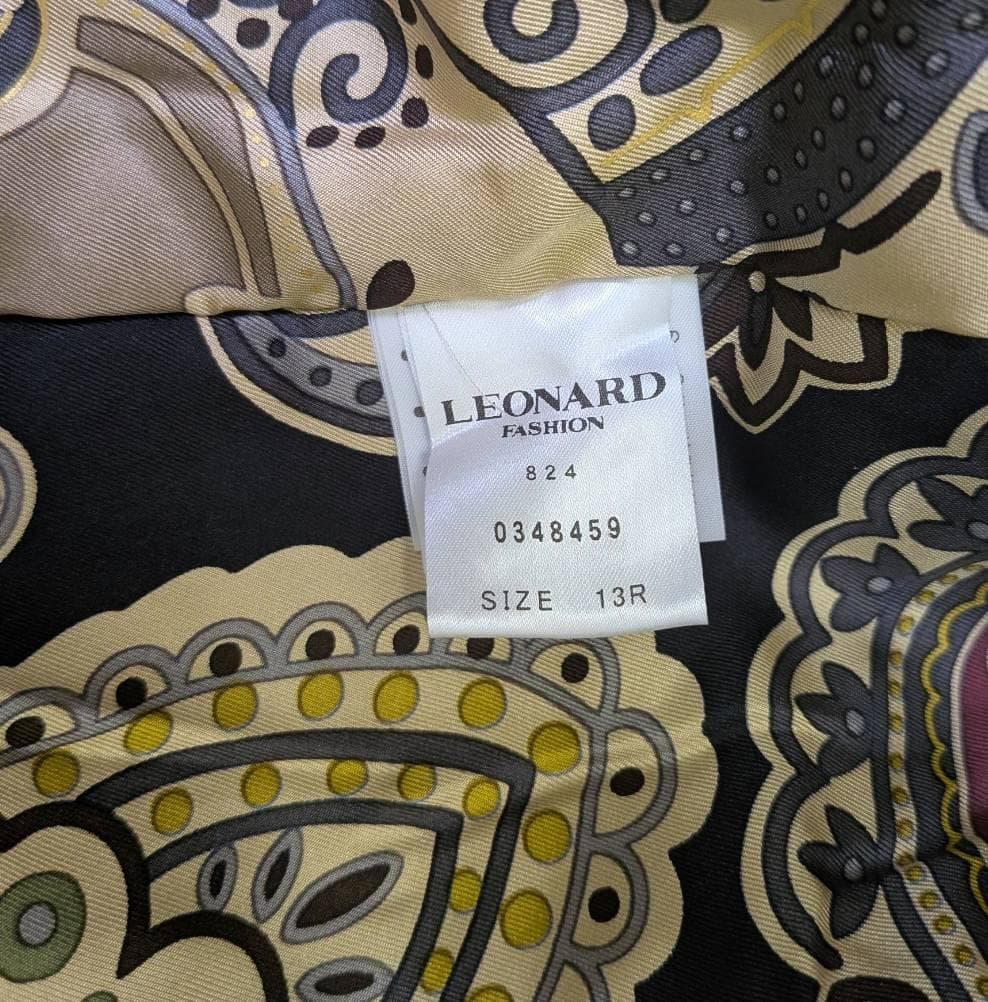 LEONARD
FASHION
824
0348459
SIZE 13R